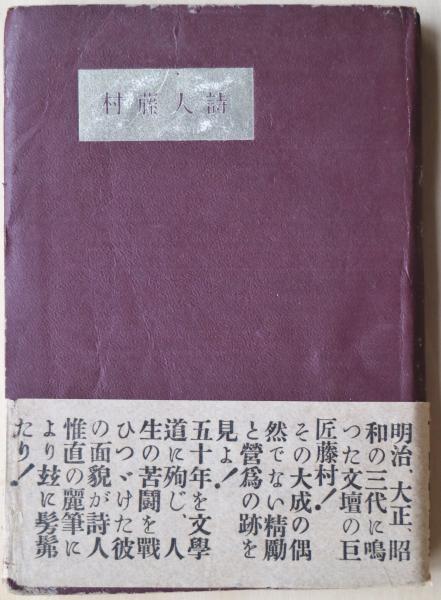 詩人藤村
明治、大正、昭
和の三代に鳴
つた文壇の巨
匠藤村！
その大成の偶
然でない精勵
と營爲の跡を
見よ！
五十年を文學
道に殉じ、人
生の苦鬪を戰
ひつゞけた彼
の面貌が詩人
惟直の麗筆に
より玆に髣髴
たり！